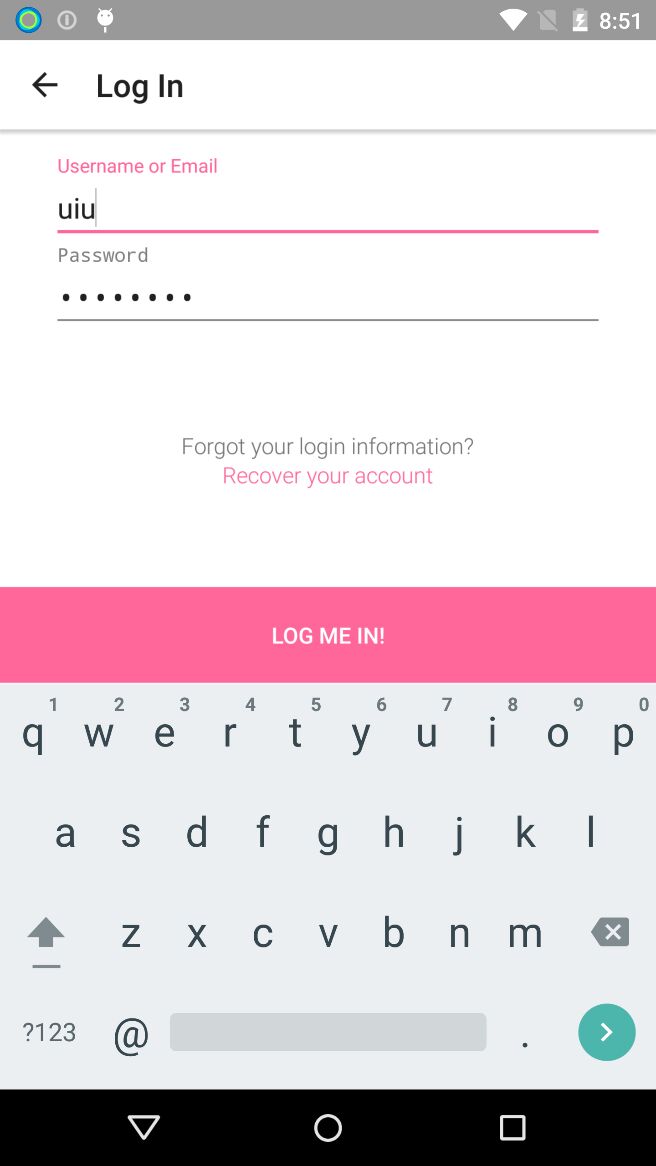 8:51
Log In
Username or Email
uiu
Password
••••••••
Forgot your login information?
Recover your account
LOG ME IN!
1 2 3 4 5 6 7 8 9 0
q w e r t y u i o p
a s d f g h j k l
z x c v b n m
?123 @ .